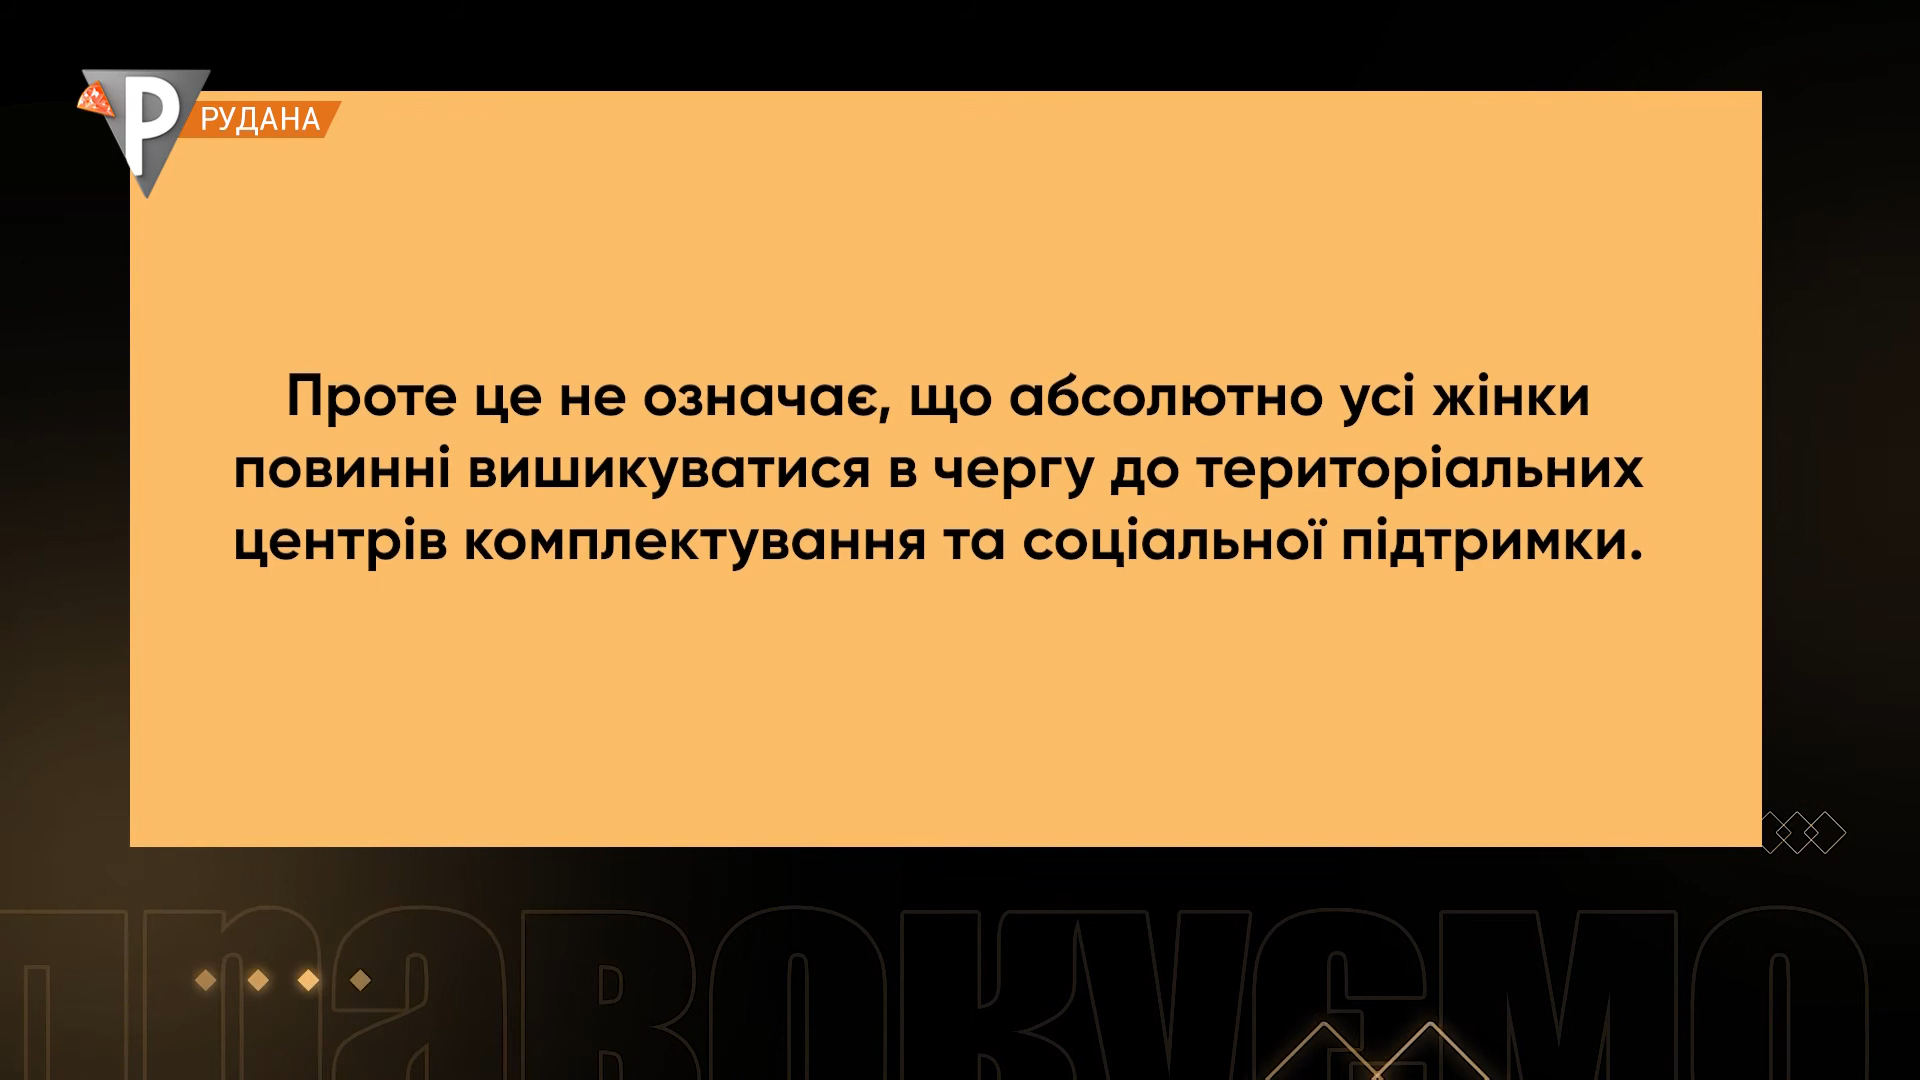 Р
РУДАНА
Проте це не означає, що абсолютно усі жінки
повинні вишикуватися в чергу до територіальних
центрів комплектування та соціальної підтримки.
правокуємо